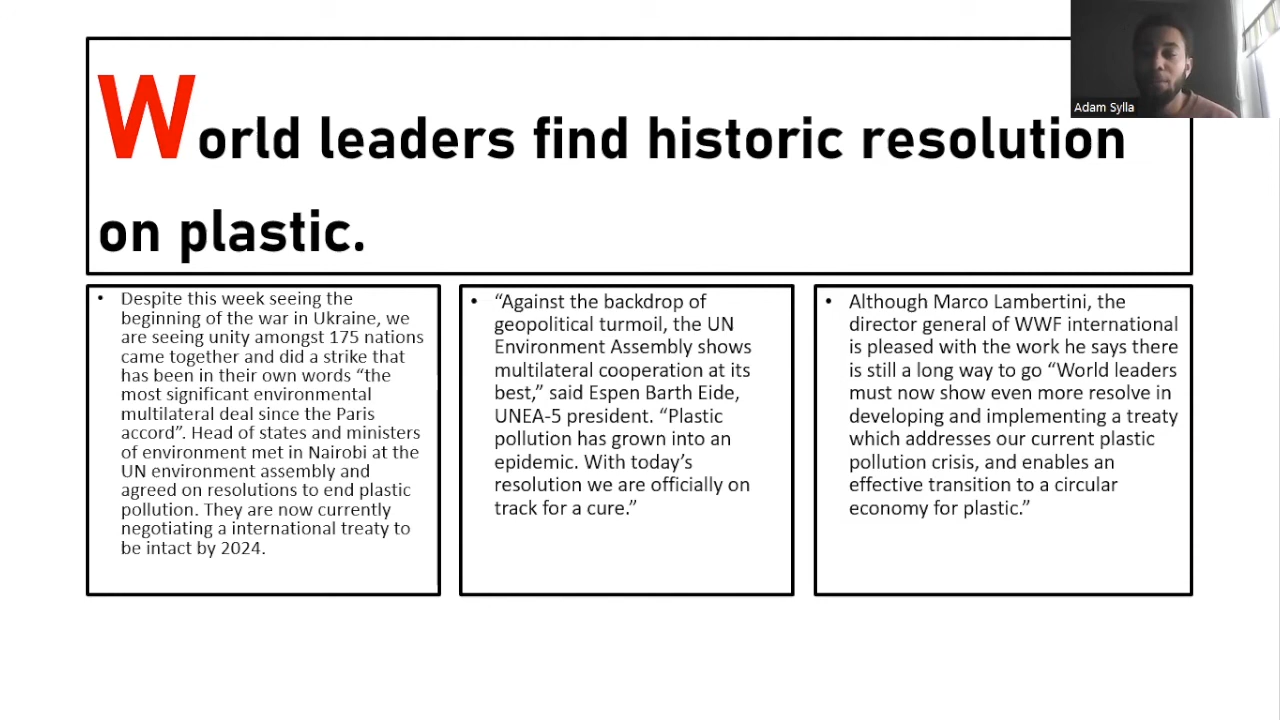 World leaders find historic resolution
on plastic.
Adam Sylla
• Despite this week seeing the
beginning of the war in Ukraine, we
are seeing unity amongst 175 nations
came together and did a strike that
has been in their own words “the
most significant environmental
multilateral deal since the Paris
accord”. Head of states and ministers
of environment met in Nairobi at the
UN environment assembly and
agreed on resolutions to end plastic
pollution. They are now currently
negotiating a international treaty to
be intact by 2024.
• “Against the backdrop of
geopolitical turmoil, the UN
Environment Assembly shows
multilateral cooperation at its
best,” said Espen Barth Eide,
UNEA-5 president. “Plastic
pollution has grown into an
epidemic. With today’s
resolution we are officially on
track for a cure.”
• Although Marco Lambertini, the
director general of WWF international
is pleased with the work he says there
is still a long way to go “World leaders
must now show even more resolve in
developing and implementing a treaty
which addresses our current plastic
pollution crisis, and enables an
effective transition to a circular
economy for plastic.”